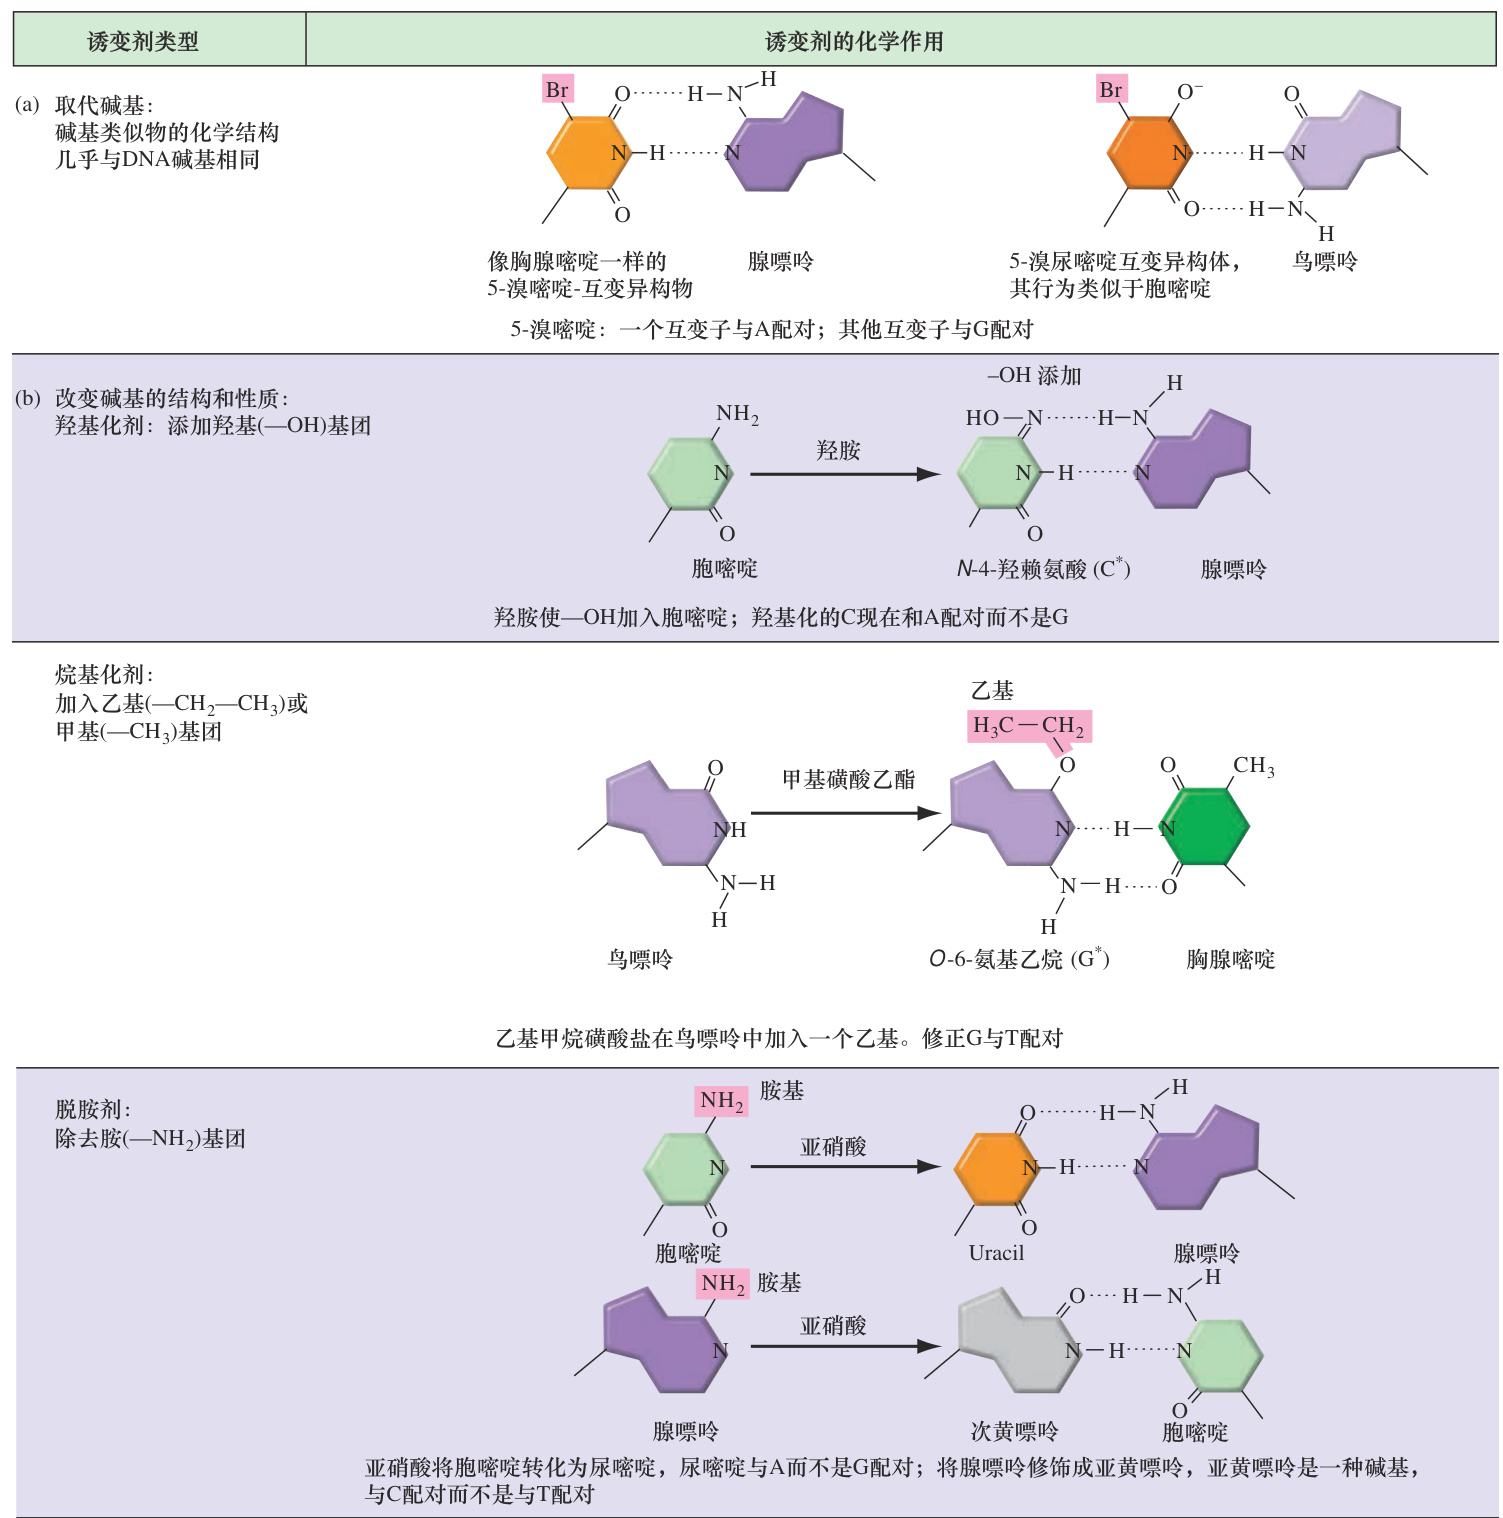 诱变剂类型
诱变剂的化学作用
(a) 取代碱基：
碱基类似物的化学结构
几乎与DNA碱基相同
Br
O
H
N
H
N
H
N
O
像胸腺嘧啶一样的
5-溴嘧啶-互变异构物
腺嘌呤
Br
O⁻
O
N
H
N
O
H
N
H
5-溴尿嘧啶互变异构体，
其行为类似于胞嘧啶
鸟嘌呤
5-溴嘧啶：一个互变子与A配对；其他互变子与G配对
(b) 改变碱基的结构和性质：
羟基化剂：添加羟基(—OH)基团
NH₂
N
O
胞嘧啶
羟胺
–OH 添加
HO
N
H
N
H
N
H
N
O
N-4-羟赖氨酸 (C*)
腺嘌呤
羟胺使—OH加入胞嘧啶；羟基化的C现在和A配对而不是G
烷基化剂：
加入乙基(—CH₂—CH₃)或
甲基(—CH₃)基团
O
NH
N
H
H
鸟嘌呤
甲基磺酸乙酯
乙基
H₃C—CH₂
O
O
CH₃
N
H
N
N
H
O
H
O-6-氨基乙烷 (G*)
胸腺嘧啶
乙基甲烷磺酸盐在鸟嘌呤中加入一个乙基。修正G与T配对
脱胺剂：
除去胺(—NH₂)基团
NH₂ 胺基
N
O
胞嘧啶
亚硝酸
O
H
N
H
N
H
N
O
Uracil
腺嘌呤
NH₂ 胺基
N
腺嘌呤
亚硝酸
O
H
N
H
N
H
N
O
次黄嘌呤
胞嘧啶
亚硝酸将胞嘧啶转化为尿嘧啶，尿嘧啶与A而不是G配对；将腺嘌呤修饰成亚黄嘌呤，亚黄嘌呤是一种碱基，
与C配对而不是与T配对